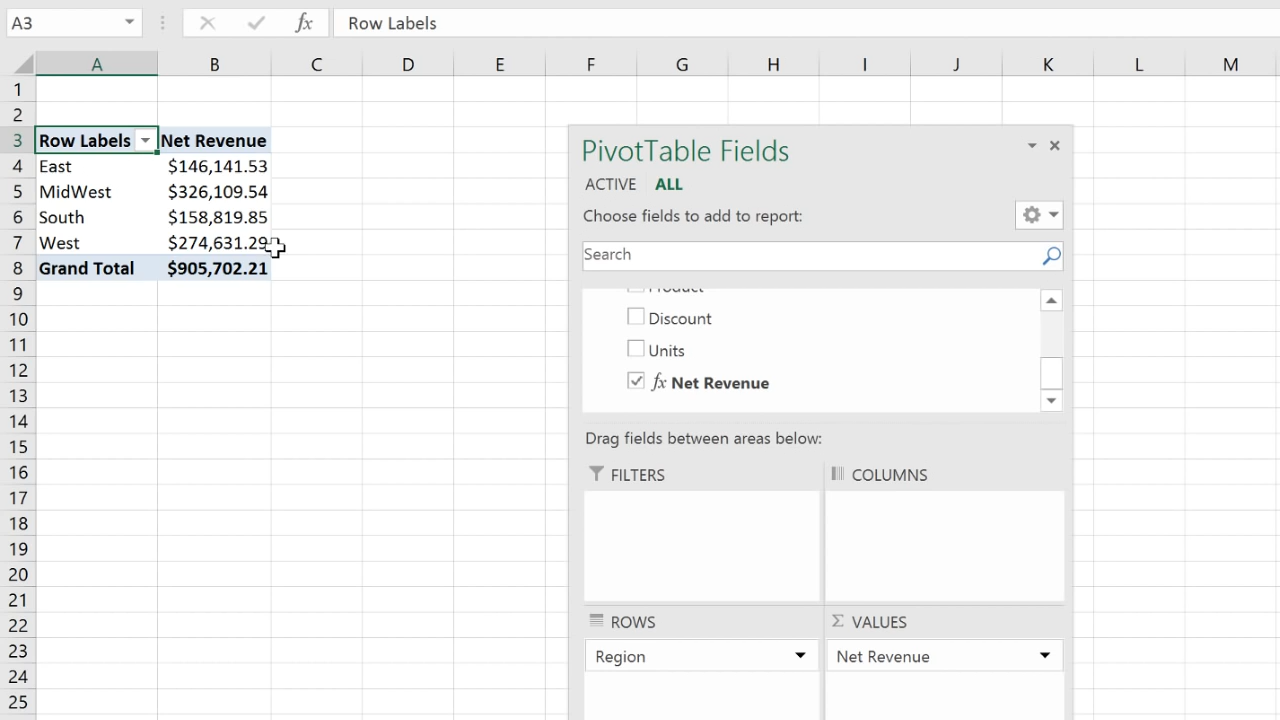 A3 fx Row Labels
A B C D E F G H I J K L M
1
2
3 Row Labels Net Revenue
4 East $146,141.53
5 MidWest $326,109.54
6 South $158,819.85
7 West $274,631.29
8 Grand Total $905,702.21
9
10
11
12
13
14
15
16
17
18
19
20
21
22
23
24
25
PivotTable Fields
ACTIVE ALL
Choose fields to add to report:
Search
Product
Discount
Units
fx Net Revenue
Drag fields between areas below:
FILTERS COLUMNS
ROWS Σ VALUES
Region Net Revenue